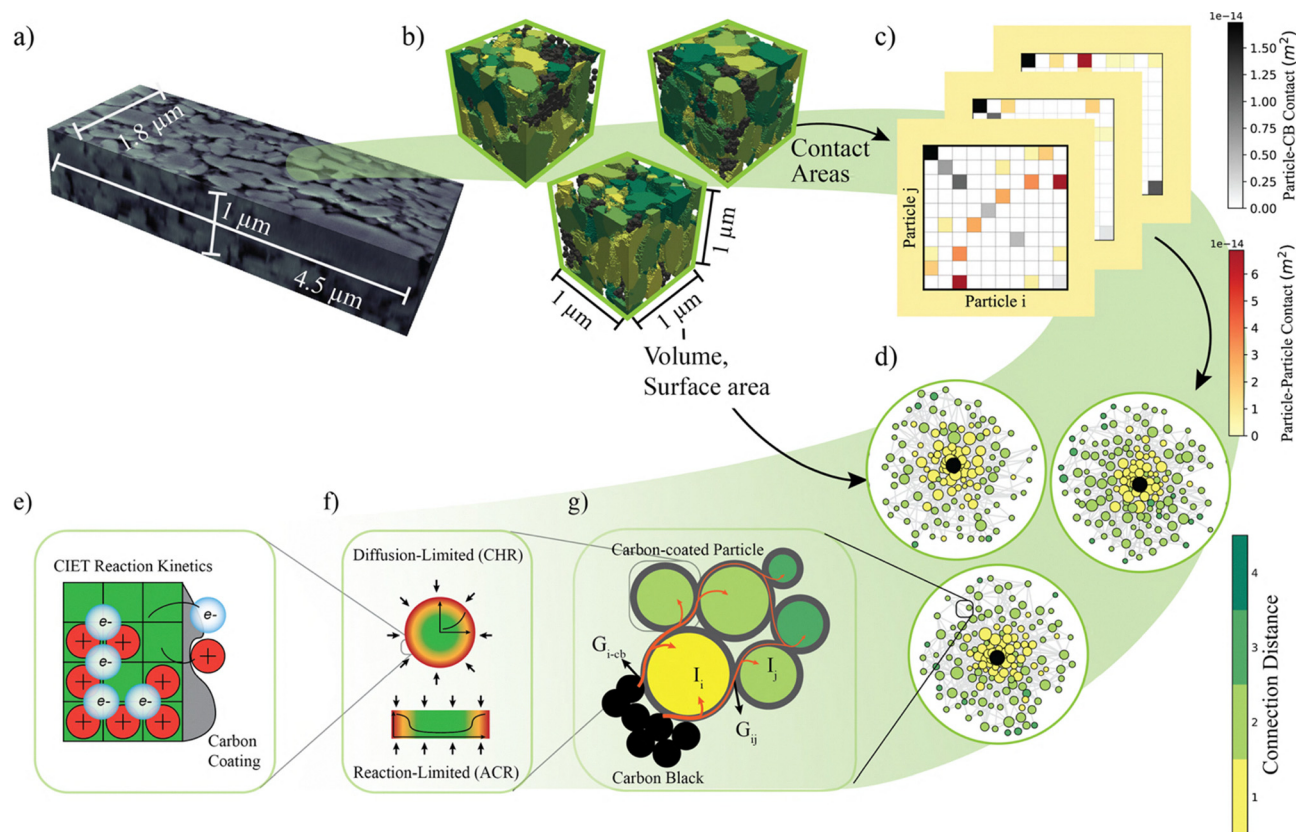 a)
1.8 µm
1 µm
4.5 µm
b)
1 µm
1 µm
1 µm
Contact
Areas
Volume,
Surface area
c)
Particle j
Particle i
1e−14
1.75
1.50
1.25
1.00
0.75
0.50
0.25
0.00
Particle-CB Contact (m²)
1e−14
6
5
4
3
2
1
0
Particle-Particle Contact (m²)
d)
e)
CIET Reaction Kinetics
e-
+
+
+
e-
+
+
e-
e-
+
+
+
Carbon
Coating
f)
Diffusion-Limited (CHR)
Reaction-Limited (ACR)
g)
Carbon-coated Particle
G i-cb
I i
I j
G ij
Carbon Black
4
3
2
1
Connection Distance